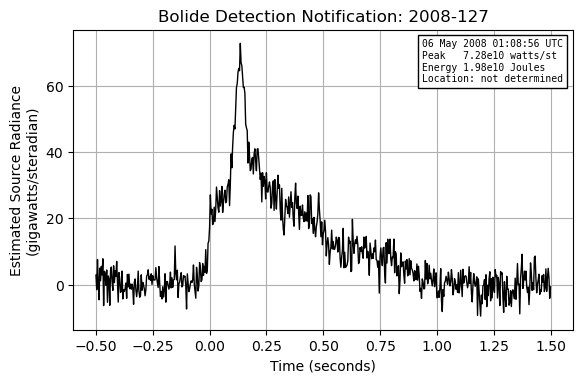 Bolide Detection Notification: 2008-127
06 May 2008 01:08:56 UTC
Peak   7.28e10 watts/st
Energy 1.98e10 Joules
Location: not determined
Estimated Source Radiance
(gigawatts/steradian)
60
40
20
0
−0.50 −0.25 0.00 0.25 0.50 0.75 1.00 1.25 1.50
Time (seconds)